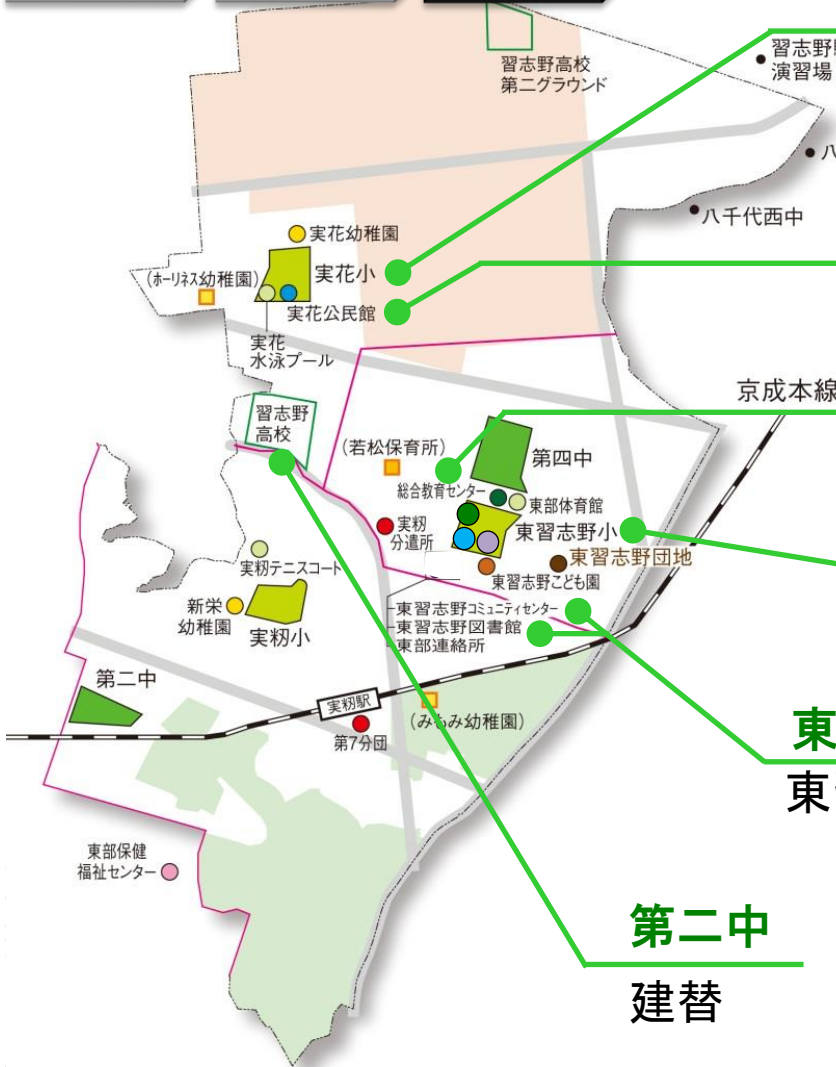 習志野高校
第二グラウンド
習志野
演習場
八
八千代西中
実花幼稚園
(ホーリネス幼稚園)
実花小
実花公民館
実花
水泳プール
京成本線
習志野
高校
(若松保育所)
第四中
総合教育センター
東部体育館
実籾
分遣所
東習志野小
東習志野団地
実籾テニスコート
東習志野こども園
新栄
幼稚園
東習志野コミュニティセンター
東習志野図書館
東部連絡所
実籾小
第二中
実籾駅
(みもみ幼稚園)
第7分団
東
東
東部保健
福祉センター
第二中
建替